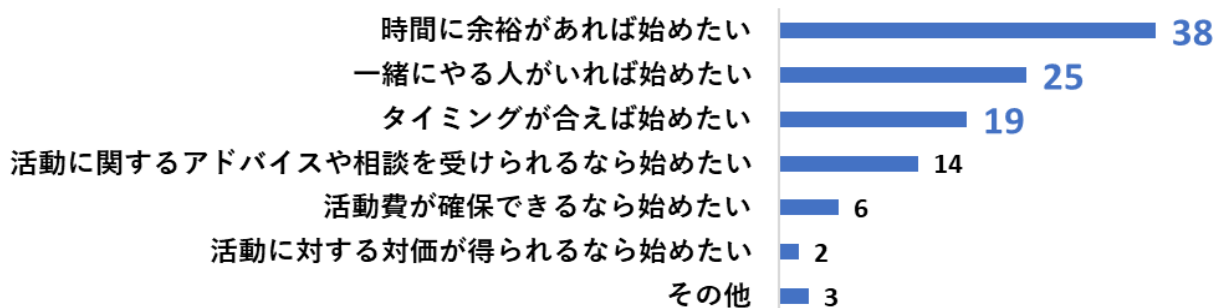 時間に余裕があれば始めたい 38
一緒にやる人がいれば始めたい 25
タイミングが合えば始めたい 19
活動に関するアドバイスや相談を受けられるなら始めたい 14
活動費が確保できるなら始めたい 6
活動に対する対価が得られるなら始めたい 2
その他 3